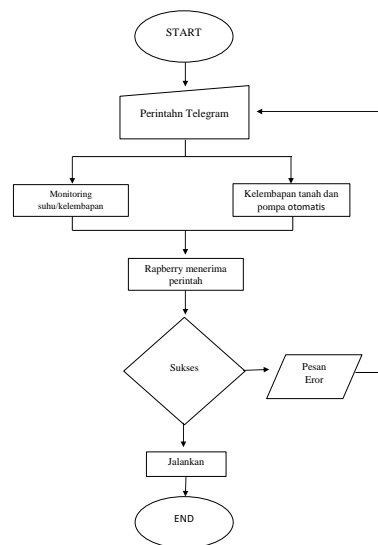 START
Perintahn Telegram
Monitoring
suhu/kelembapan
Kelembapan tanah dan
pompa otomatis
Rapberry menerima
perintah
Sukses
Pesan
Eror
Jalankan
END